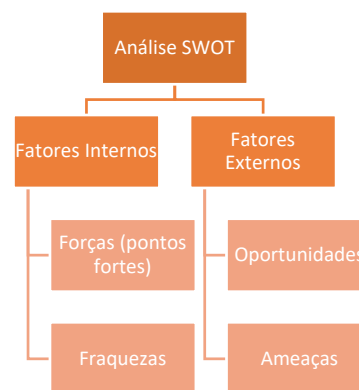 Análise SWOT
Fatores Internos
Fatores
Externos
Forças (pontos
fortes)
Oportunidades
Fraquezas
Ameaças